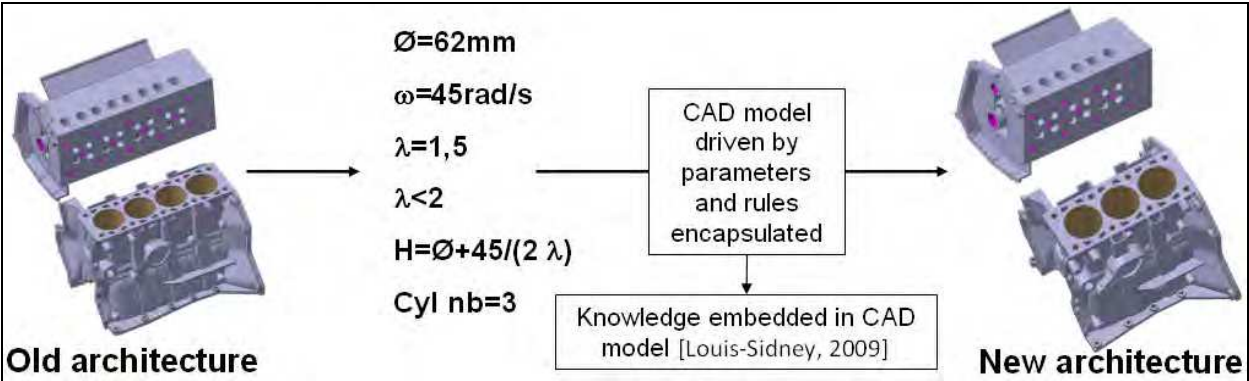 Old architecture
Ø=62mm
ω=45rad/s
λ=1,5
λ<2
H=Ø+45/(2 λ)
Cyl nb=3
CAD model
driven by
parameters
and rules
encapsulated
Knowledge embedded in CAD
model [Louis-Sidney, 2009]
New architecture